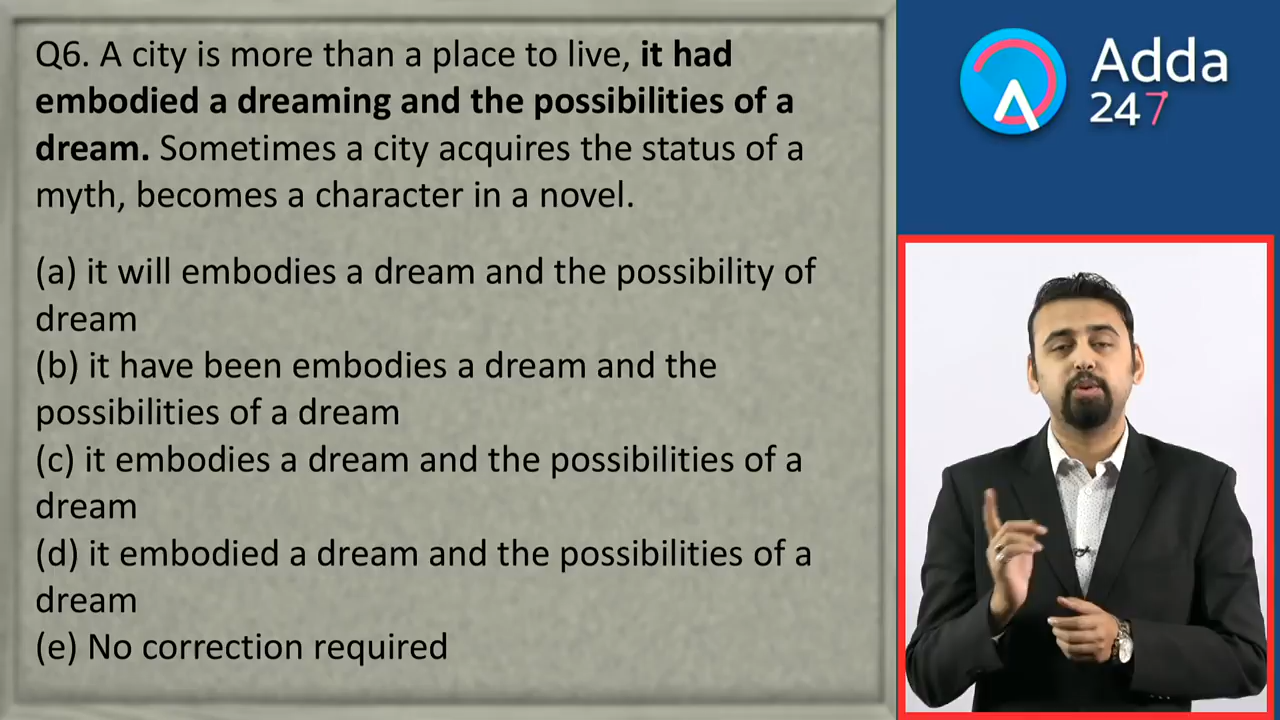 Q6. A city is more than a place to live, it had
embodied a dreaming and the possibilities of a
dream. Sometimes a city acquires the status of a
myth, becomes a character in a novel.
(a) it will embodies a dream and the possibility of
dream
(b) it have been embodies a dream and the
possibilities of a dream
(c) it embodies a dream and the possibilities of a
dream
(d) it embodied a dream and the possibilities of a
dream
(e) No correction required
Adda
247